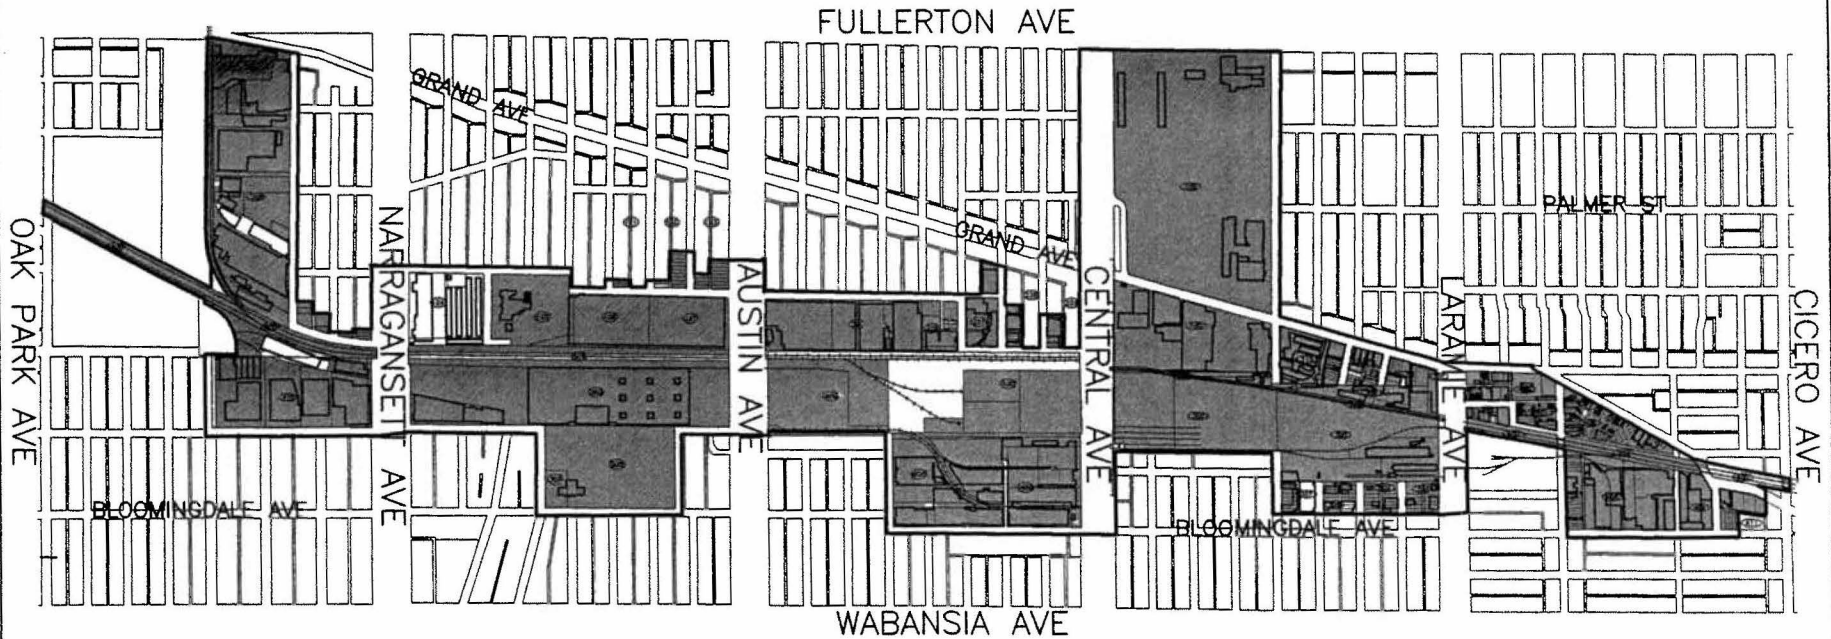 FULLERTON AVE
GRAND AVE
PALMER ST
GRAND AVE
OAK PARK AVE
NARRAGANSETT AVE
AUSTIN AVE
CENTRAL AVE
LARAMIE AVE
CICERO AVE
BLOOMINGDALE AVE
BLOOMINGDALE AVE
WABANSIA AVE